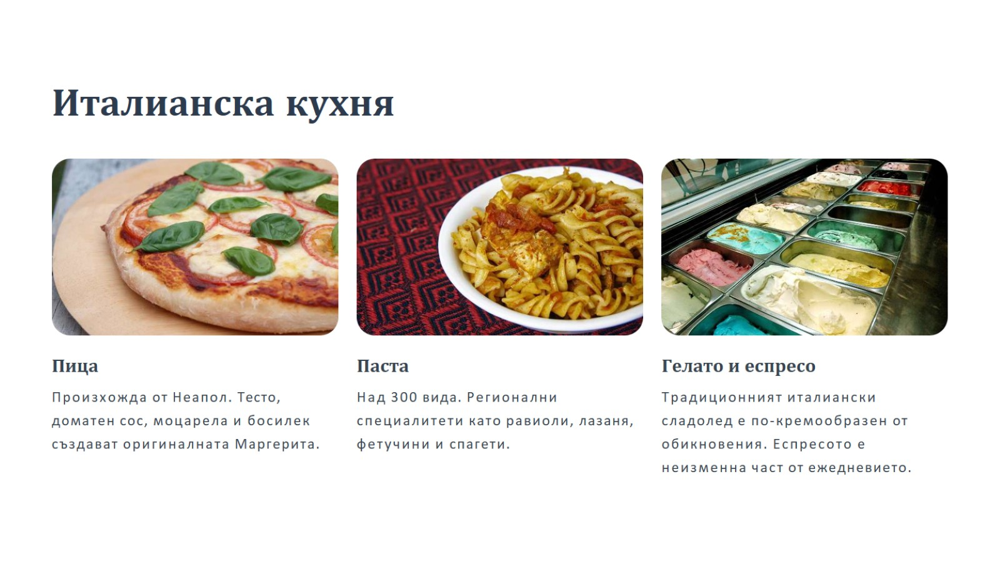 Италианска кухня
Пица
Произхожда от Неапол. Тесто,
доматен сос, моцарела и босилек
създават оригиналната Маргерита.
Паста
Над 300 вида. Регионални
специалитети като равиоли, лазаня,
фетучини и спагети.
Гелато и еспресо
Традиционният италиански
сладолед е по-кремообразен от
обикновения. Еспресото е
неизменна част от ежедневието.